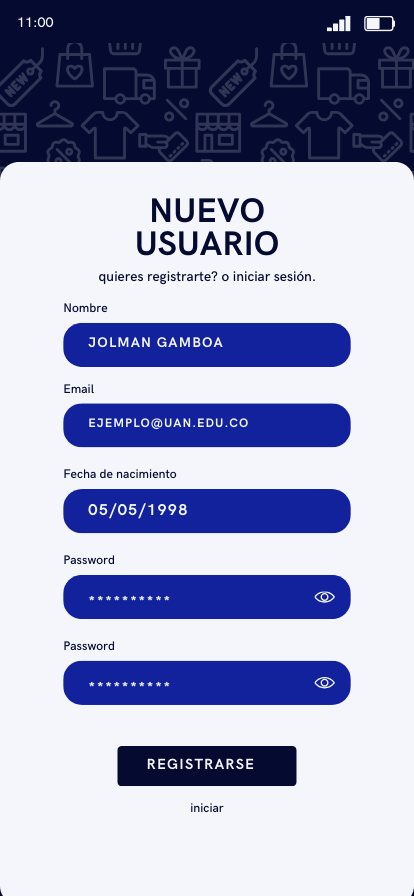 11:00
NEW
NEW
NUEVO
USUARIO
quieres registrarte? o iniciar sesión.
Nombre
JOLMAN GAMBOA
Email
EJEMPLO@UAN.EDU.CO
Fecha de nacimiento
05/05/1998
Password
**********
Password
**********
REGISTRARSE
iniciar